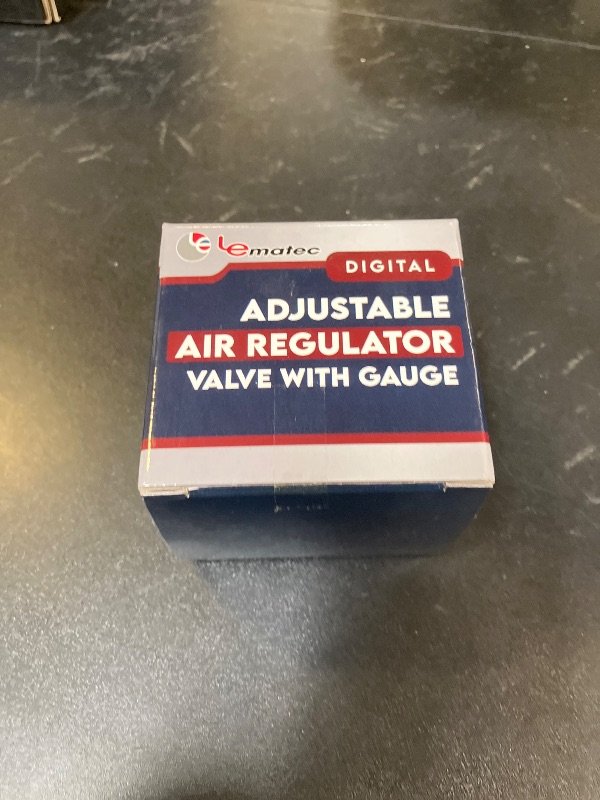 Lematec
DIGITAL
ADJUSTABLE
AIR REGULATOR
VALVE WITH GAUGE